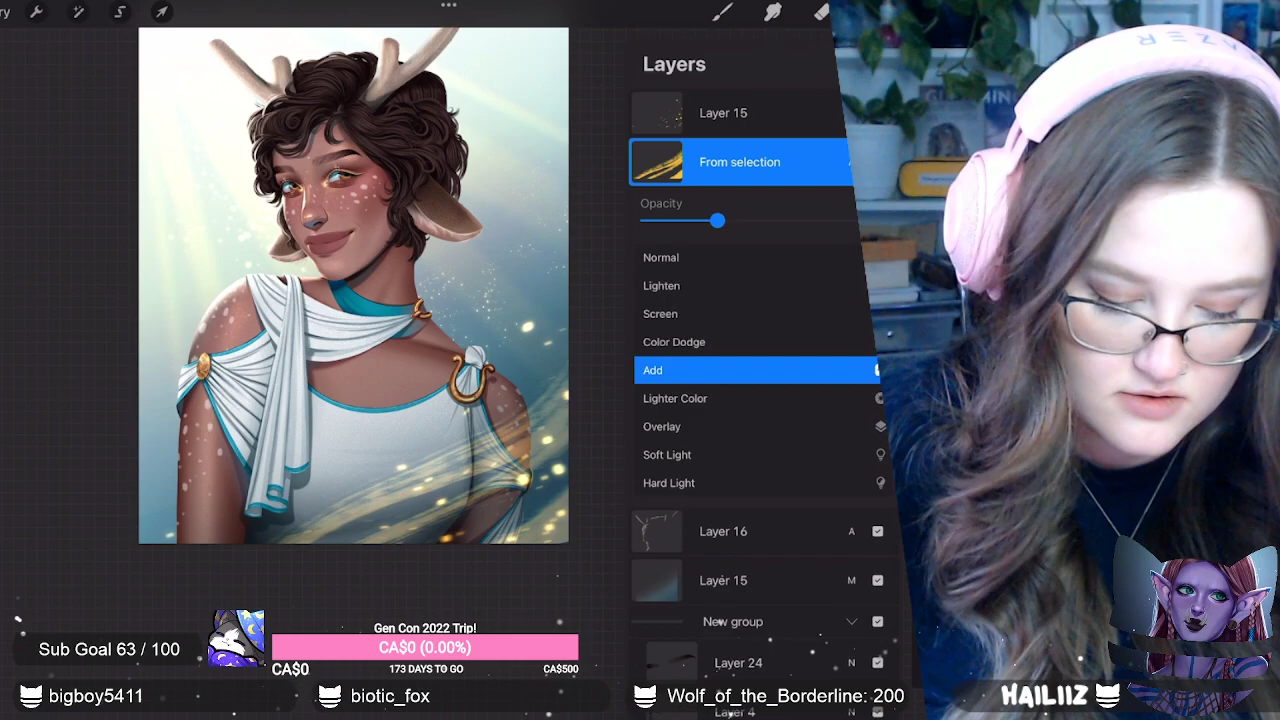 ry
Layers
Layer 15
From selection
Opacity
Normal
Lighten
Screen
Color Dodge
Add
Lighter Color
Overlay
Soft Light
Hard Light
Layer 16 A
Layer 15 M
New group
Layer 24 N
Layer 4 N
Gen Con 2022 Trip!
Sub Goal 63 / 100
CA$0 (0.00%)
CA$0 173 DAYS TO GO CA$500
bigboy5411
biotic_fox
Wolf_of_the_Borderline: 200
HAILIIZ